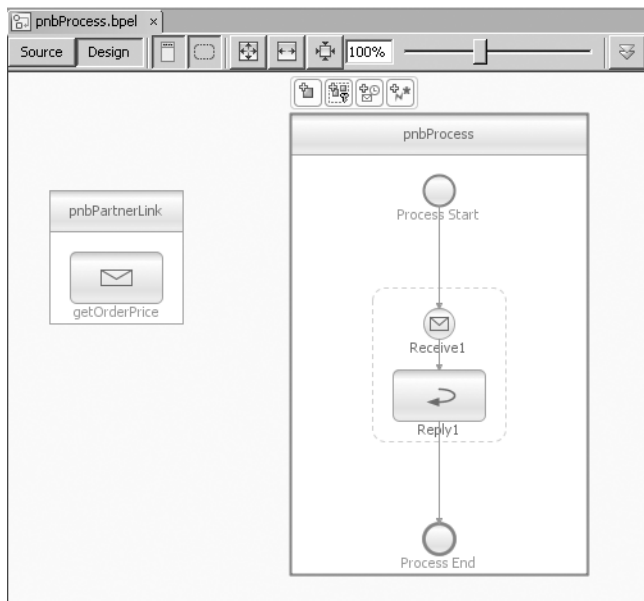 pnbProcess.bpel ×
Source Design 100%
pnbProcess
Process Start
pnbPartnerLink
getOrderPrice
Receive1
Reply1
Process End